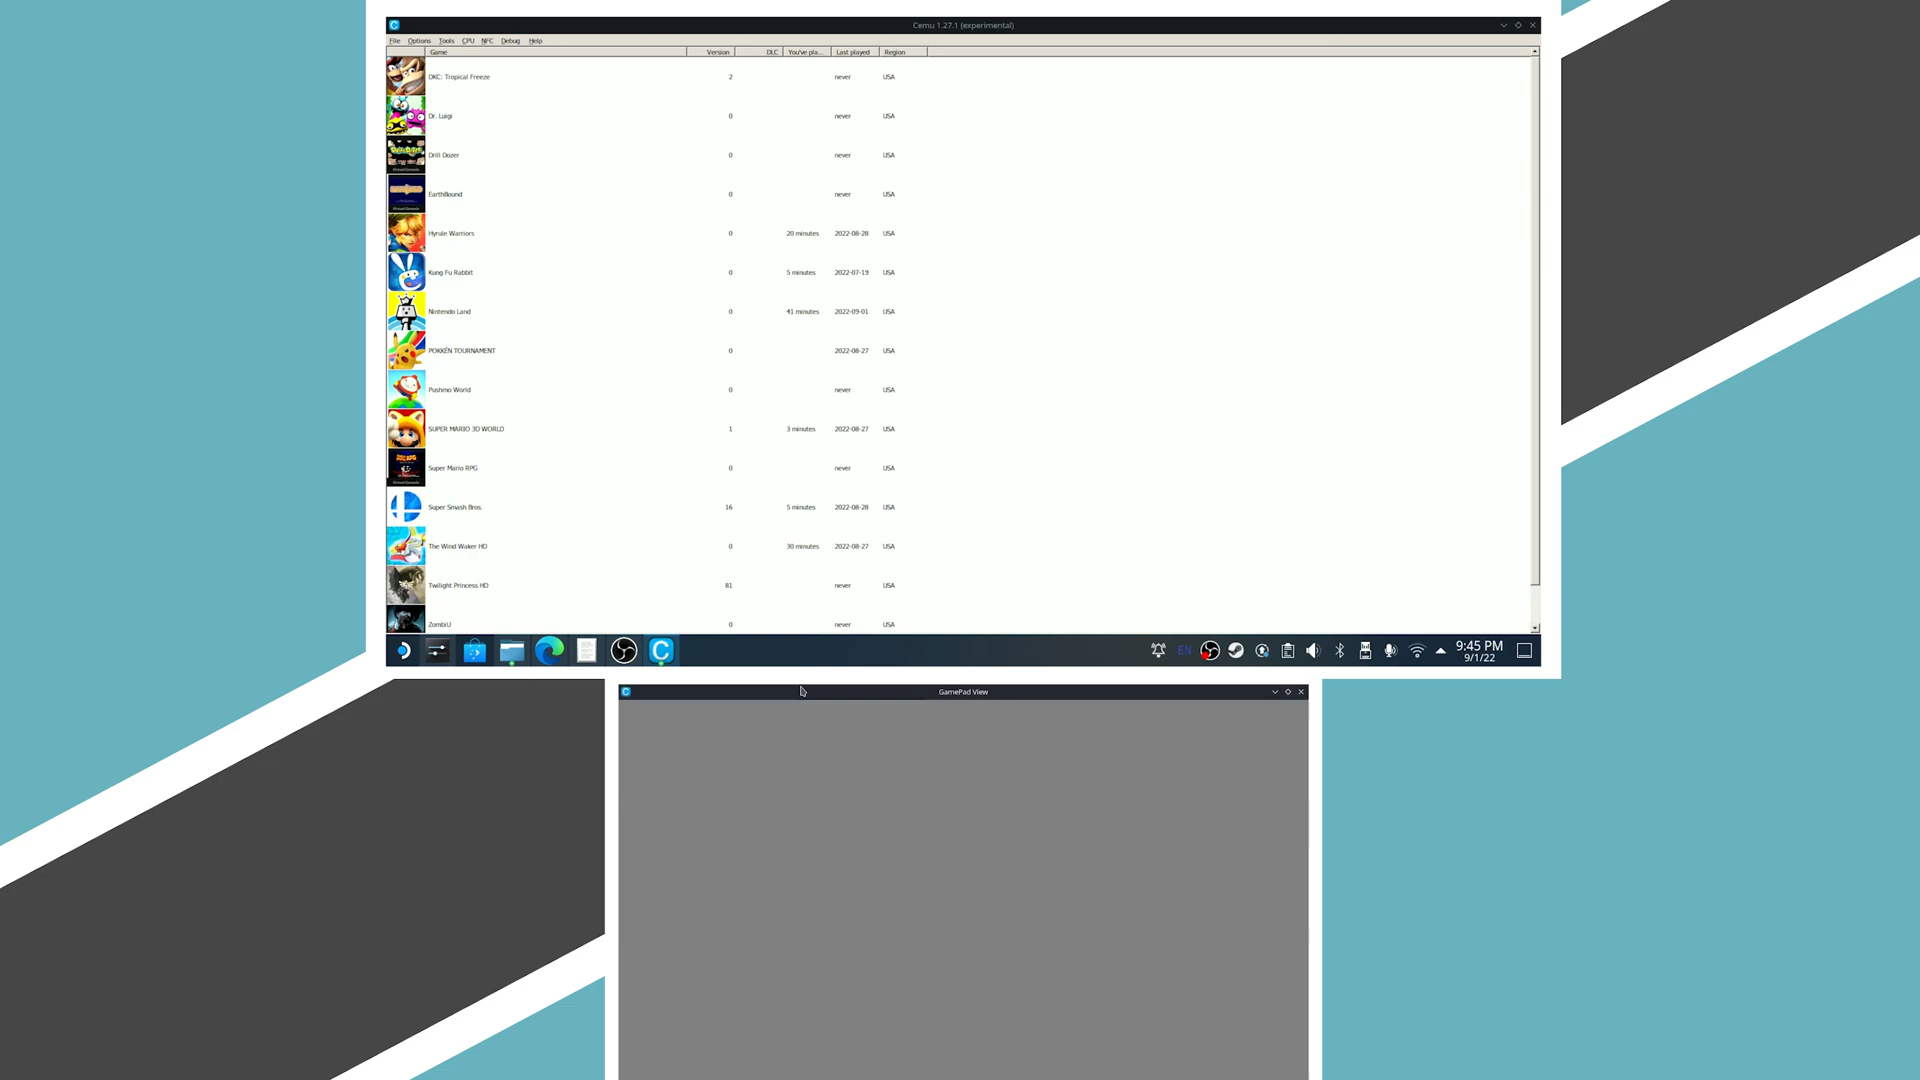 Cemu 1.27.1 (experimental)
File Options Tools CPU NFC Debug Help
Game Version DLC You've pla... Last played Region
DKC: Tropical Freeze 2 never USA
Dr. Luigi 0 never USA
Drill Dozer 0 never USA
EarthBound 0 never USA
Hyrule Warriors 0 20 minutes 2022-08-28 USA
Kung Fu Rabbit 0 5 minutes 2022-07-19 USA
Nintendo Land 0 41 minutes 2022-09-01 USA
POKKÉN TOURNAMENT 0 2022-08-27 USA
Pushmo World 0 never USA
SUPER MARIO 3D WORLD 1 3 minutes 2022-08-27 USA
Super Mario RPG 0 never USA
Super Smash Bros. 16 5 minutes 2022-08-28 USA
The Wind Waker HD 0 30 minutes 2022-08-27 USA
Twilight Princess HD 81 never USA
ZombiU 0 never USA
EN 9:45 PM
9/1/22
GamePad View